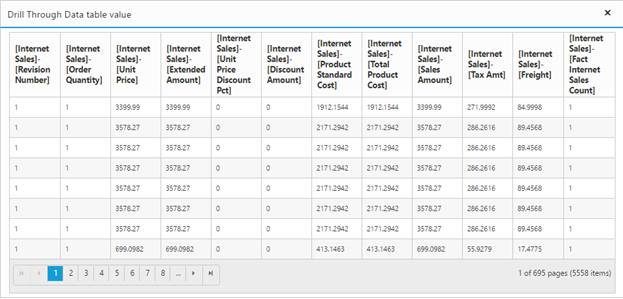 Drill Through Data table value ×
[Internet Sales]-[Revision Number] [Internet Sales]-[Order Quantity] [Internet Sales]-[Unit Price] [Internet Sales]-[Extended Amount] [Internet Sales]-[Unit Price Discount Pct] [Internet Sales]-[Discount Amount] [Internet Sales]-[Product Standard Cost] [Internet Sales]-[Total Product Cost] [Internet Sales]-[Sales Amount] [Internet Sales]-[Tax Amt] [Internet Sales]-[Freight] [Internet Sales]-[Fact Internet Sales Count]
1 1 3399.99 3399.99 0 0 1912.1544 1912.1544 3399.99 271.9992 84.9998 1
1 1 3578.27 3578.27 0 0 2171.2942 2171.2942 3578.27 286.2616 89.4568 1
1 1 3578.27 3578.27 0 0 2171.2942 2171.2942 3578.27 286.2616 89.4568 1
1 1 3578.27 3578.27 0 0 2171.2942 2171.2942 3578.27 286.2616 89.4568 1
1 1 3578.27 3578.27 0 0 2171.2942 2171.2942 3578.27 286.2616 89.4568 1
1 1 3578.27 3578.27 0 0 2171.2942 2171.2942 3578.27 286.2616 89.4568 1
1 1 3578.27 3578.27 0 0 2171.2942 2171.2942 3578.27 286.2616 89.4568 1
1 1 699.0982 699.0982 0 0 413.1463 413.1463 699.0982 55.9279 17.4775 1
1 2 3 4 5 6 7 8 ... 1 of 695 pages (5558 items)